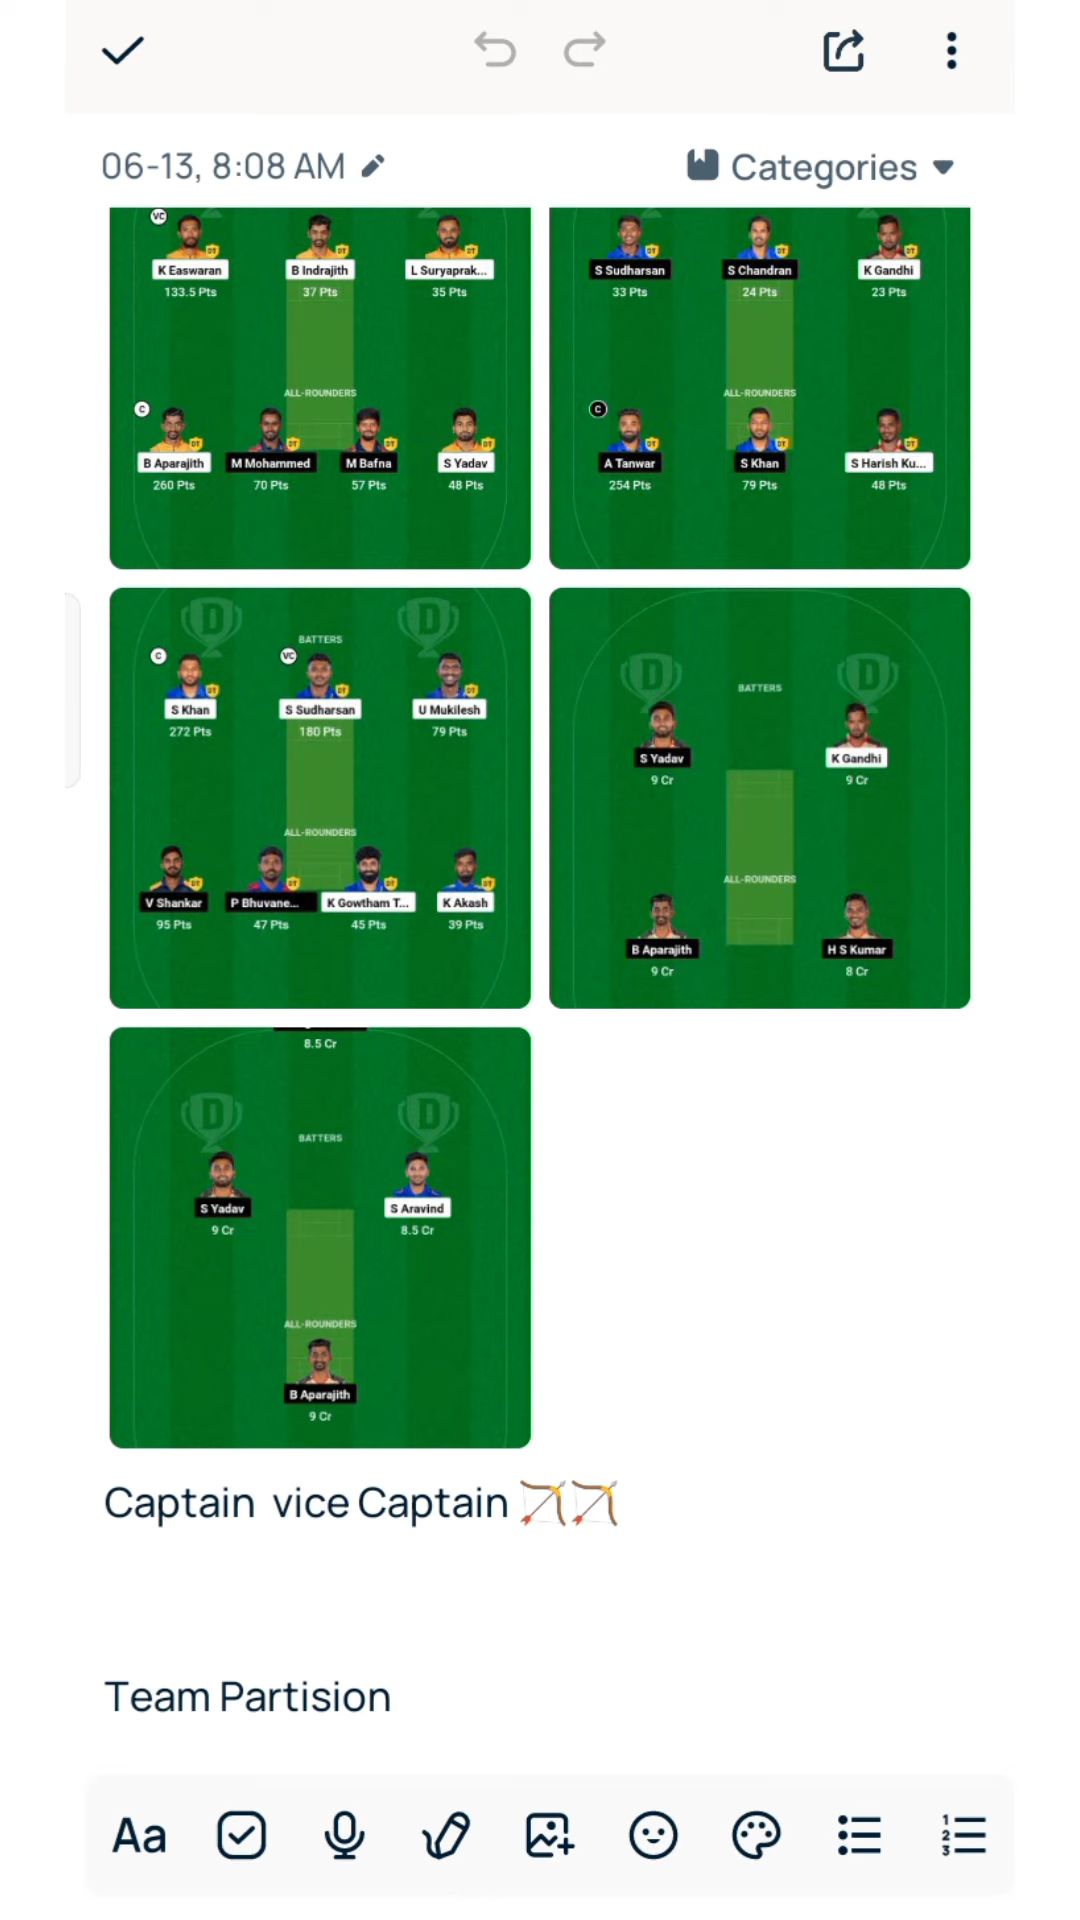 06-13, 8:08 AM
Categories
VC
K Easwaran
B Indrajith
L Suryaprak...
133.5 Pts
37 Pts
35 Pts
ALL-ROUNDERS
C
B Aparajith
M Mohammed
M Bafna
S Yadav
260 Pts
70 Pts
57 Pts
48 Pts
S Sudharsan
S Chandran
K Gandhi
33 Pts
24 Pts
23 Pts
ALL-ROUNDERS
C
A Tanwar
S Khan
S Harish Ku...
254 Pts
79 Pts
48 Pts
BATTERS
C
VC
S Khan
S Sudharsan
U Mukilesh
272 Pts
180 Pts
79 Pts
ALL-ROUNDERS
V Shankar
P Bhuvane...
K Gowtham T...
K Akash
95 Pts
47 Pts
45 Pts
39 Pts
BATTERS
S Yadav
K Gandhi
9 Cr
9 Cr
ALL-ROUNDERS
B Aparajith
H S Kumar
9 Cr
8 Cr
8.5 Cr
BATTERS
S Yadav
S Aravind
9 Cr
8.5 Cr
ALL-ROUNDERS
B Aparajith
9 Cr
Captain vice Captain 🏹🏹
Team Partision
Aa